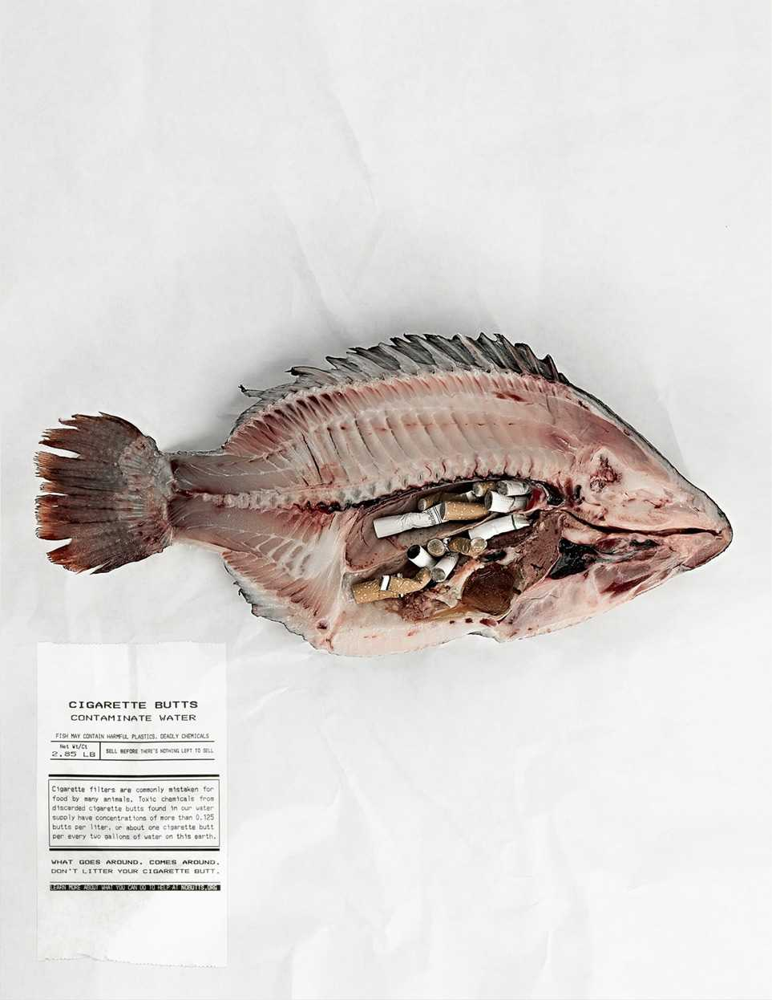 CIGARETTE BUTTS
CONTAMINATE WATER
FISH MAY CONTAIN HARMFUL PLASTICS, DEADLY CHEMICALS
Net Wt/Ct
2.85 LB
SELL BEFORE THERE'S NOTHING LEFT TO SELL
Cigarette filters are commonly mistaken for
food by many animals. Toxic chemicals from
discarded cigarette butts found in our water
supply have concentrations of more than 0.125
butts per liter, or about one cigarette butt
per every two gallons of water on this earth.
WHAT GOES AROUND, COMES AROUND.
DON'T LITTER YOUR CIGARETTE BUTT.
LEARN MORE ABOUT WHAT YOU CAN DO TO HELP AT NOBUTTS.ORG